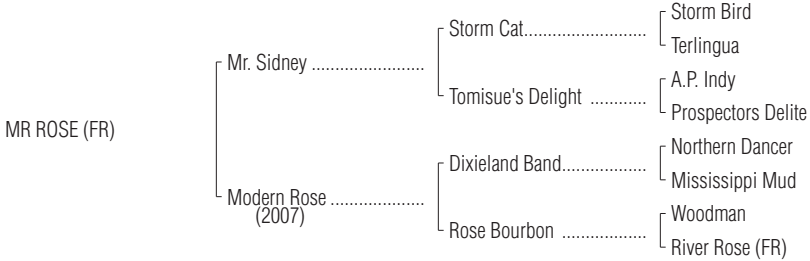 Storm Bird
Storm Cat..........................
Terlingua
Mr. Sidney ........................
A.P. Indy
Tomisue's Delight ............
Prospectors Delite
MR ROSE (FR)
Northern Dancer
Dixieland Band..................
Mississippi Mud
Modern Rose ....................
(2007)
Woodman
Rose Bourbon ..................
River Rose (FR)